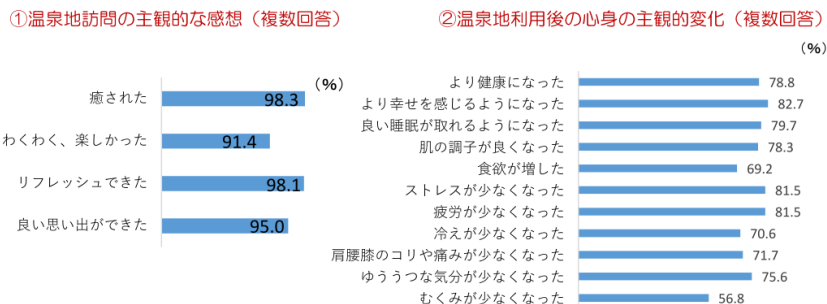 ①温泉地訪問の主観的な感想（複数回答）
（%）
癒された 98.3
わくわく、楽しかった 91.4
リフレッシュできた 98.1
良い思い出ができた 95.0
②温泉地利用後の心身の主観的変化（複数回答）
（%）
より健康になった 78.8
より幸せを感じるようになった 82.7
良い睡眠が取れるようになった 79.7
肌の調子が良くなった 78.3
食欲が増した 69.2
ストレスが少なくなった 81.5
疲労が少なくなった 81.5
冷えが少なくなった 70.6
肩腰膝のコリや痛みが少なくなった 71.7
ゆううつな気分が少なくなった 75.6
むくみが少なくなった 56.8